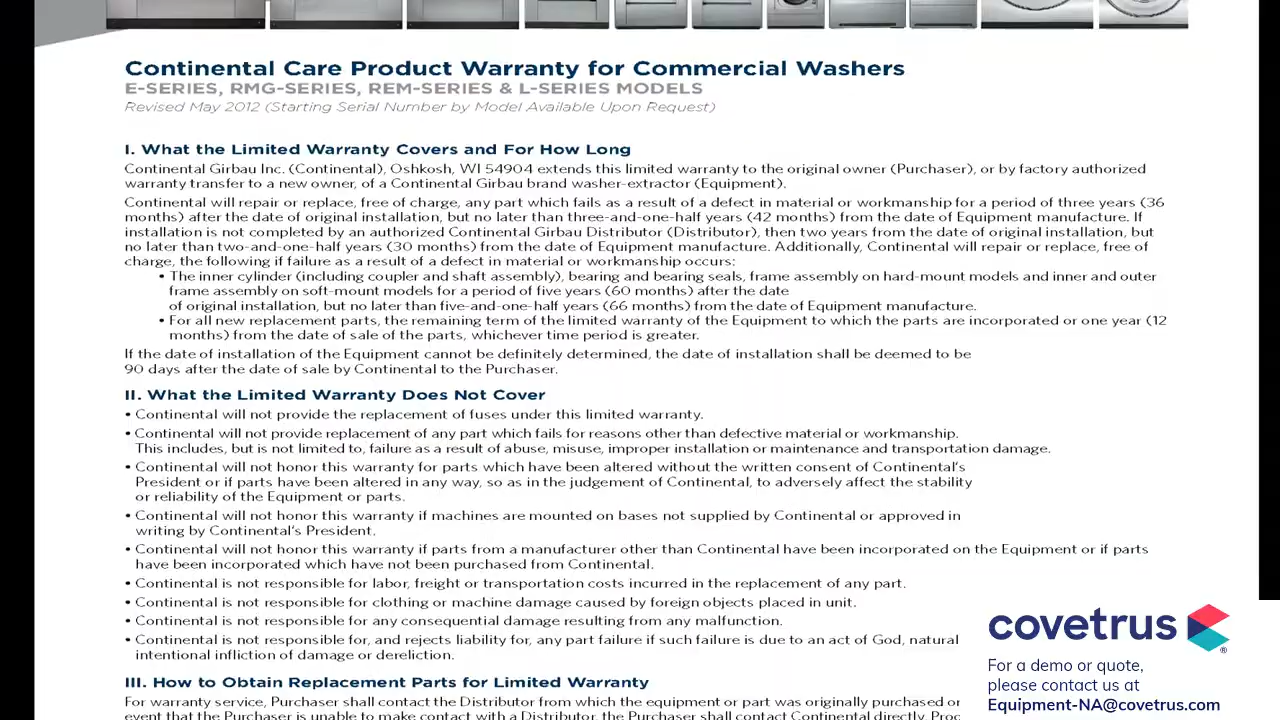 Continental Care Product Warranty for Commercial Washers
E-SERIES, RMG-SERIES, REM-SERIES & L-SERIES MODELS
Revised May 2012 (Starting Serial Number by Model Available Upon Request)
I. What the Limited Warranty Covers and For How Long
Continental Girbau Inc. (Continental), Oshkosh, WI 54904 extends this limited warranty to the original owner (Purchaser), or by factory authorized
warranty transfer to a new owner, of a Continental Girbau brand washer-extractor (Equipment).
Continental will repair or replace, free of charge, any part which fails as a result of a defect in material or workmanship for a period of three years (36
months) after the date of original installation, but no later than three-and-one-half years (42 months) from the date of Equipment manufacture. If
installation is not completed by an authorized Continental Girbau Distributor (Distributor), then two years from the date of original installation, but
no later than two-and-one-half years (30 months) from the date of Equipment manufacture. Additionally, Continental will repair or replace, free of
charge, the following if failure as a result of a defect in material or workmanship occurs:
• The inner cylinder (including coupler and shaft assembly), bearing and bearing seals, frame assembly on hard-mount models and inner and outer
frame assembly on soft-mount models for a period of five years (60 months) after the date
of original installation, but no later than five-and-one-half years (66 months) from the date of Equipment manufacture.
• For all new replacement parts, the remaining term of the limited warranty of the Equipment to which the parts are incorporated or one year (12
months) from the date of sale of the parts, whichever time period is greater.
If the date of installation of the Equipment cannot be definitely determined, the date of installation shall be deemed to be
90 days after the date of sale by Continental to the Purchaser.
II. What the Limited Warranty Does Not Cover
• Continental will not provide the replacement of fuses under this limited warranty.
• Continental will not provide replacement of any part which fails for reasons other than defective material or workmanship.
This includes, but is not limited to, failure as a result of abuse, misuse, improper installation or maintenance and transportation damage.
• Continental will not honor this warranty for parts which have been altered without the written consent of Continental's
President or if parts have been altered in any way, so as in the judgement of Continental, to adversely affect the stability
or reliability of the Equipment or parts.
• Continental will not honor this warranty if machines are mounted on bases not supplied by Continental or approved in
writing by Continental's President.
• Continental will not honor this warranty if parts from a manufacturer other than Continental have been incorporated on the Equipment or if parts
have been incorporated which have not been purchased from Continental.
• Continental is not responsible for labor, freight or transportation costs incurred in the replacement of any part.
• Continental is not responsible for clothing or machine damage caused by foreign objects placed in unit.
• Continental is not responsible for any consequential damage resulting from any malfunction.
• Continental is not responsible for, and rejects liability for, any part failure if such failure is due to an act of God, natural
intentional infliction of damage or dereliction.
III. How to Obtain Replacement Parts for Limited Warranty
For warranty service, Purchaser shall contact the Distributor from which the equipment or part was originally purchased or
event that the Purchaser is unable to make contact with a Distributor, the Purchaser shall contact Continental directly. Proc
covetrus®
For a demo or quote,
please contact us at
Equipment-NA@covetrus.com